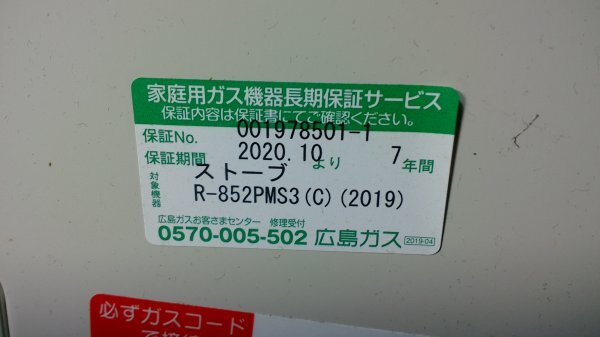 家庭用ガス機器長期保証サービス
保証内容は保証書にてご確認ください。
保証No. 001978501-1
保証期間 2020.10 より 7 年間
対象機器 ストーブ
R-852PMS3(C)(2019)
広島ガスお客さまセンター 修理受付
0570-005-502 広島ガス 2019-04
必ずガスコード